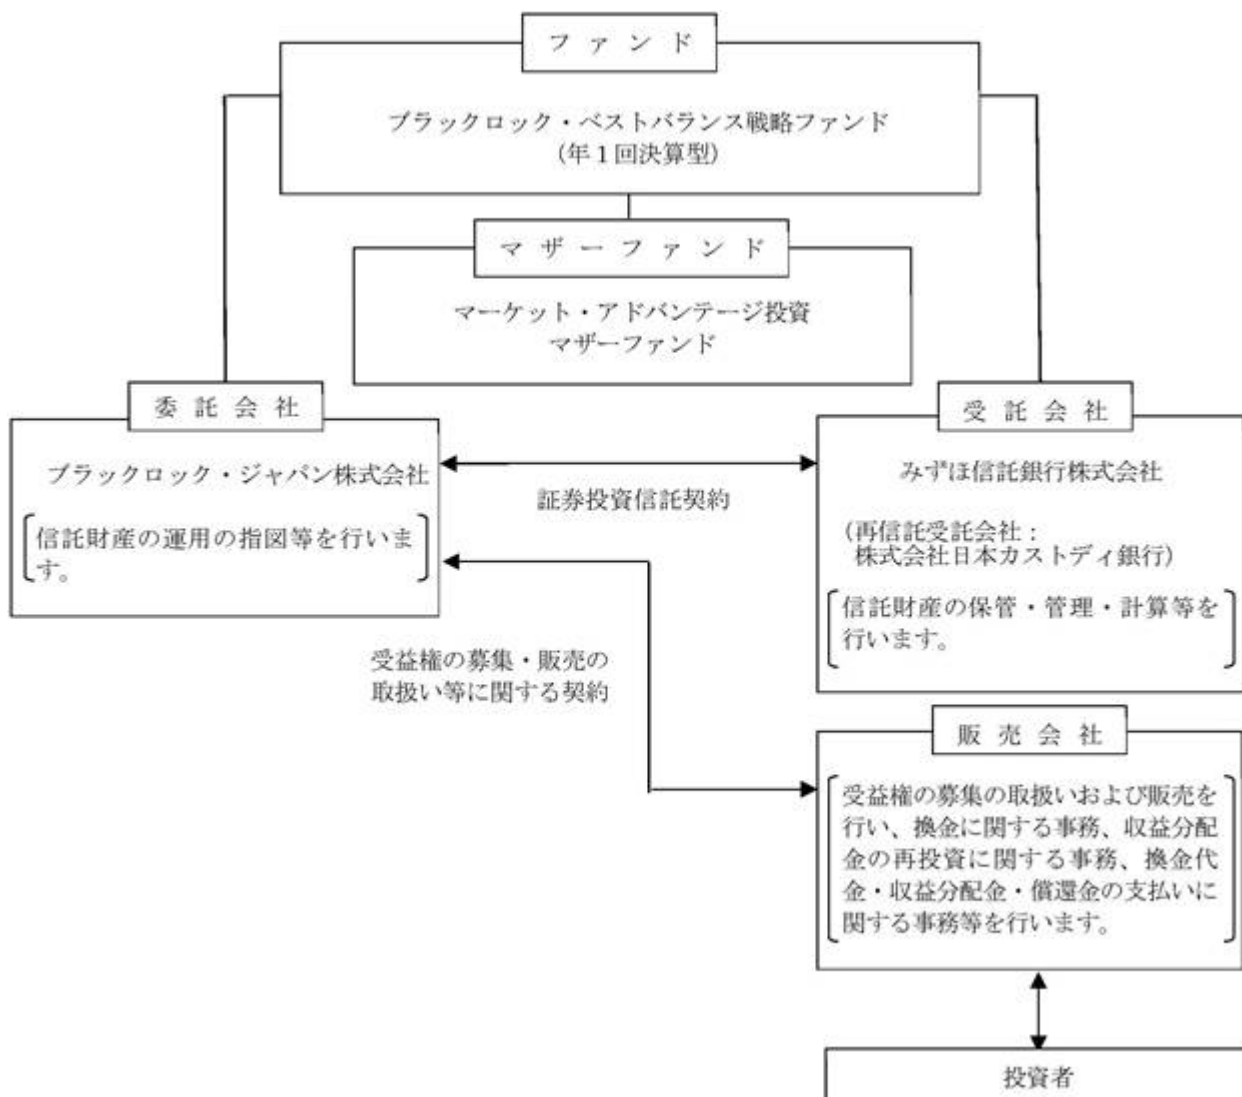 ファンド
ブラックロック・ベストバランス戦略ファンド
(年1回決算型)
マザーファンド
マーケット・アドバンテージ投資
マザーファンド
委託会社
ブラックロック・ジャパン株式会社
信託財産の運用の指図等を行いま
す。
証券投資信託契約
受託会社
みずほ信託銀行株式会社
(再信託受託会社:
株式会社日本カストディ銀行)
信託財産の保管・管理・計算等を
行います。
受益権の募集・販売の
取扱い等に関する契約
販売会社
受益権の募集の取扱いおよび販売を
行い、換金に関する事務、収益分配
金の再投資に関する事務、換金代
金・収益分配金・償還金の支払いに
関する事務等を行います。
投資者